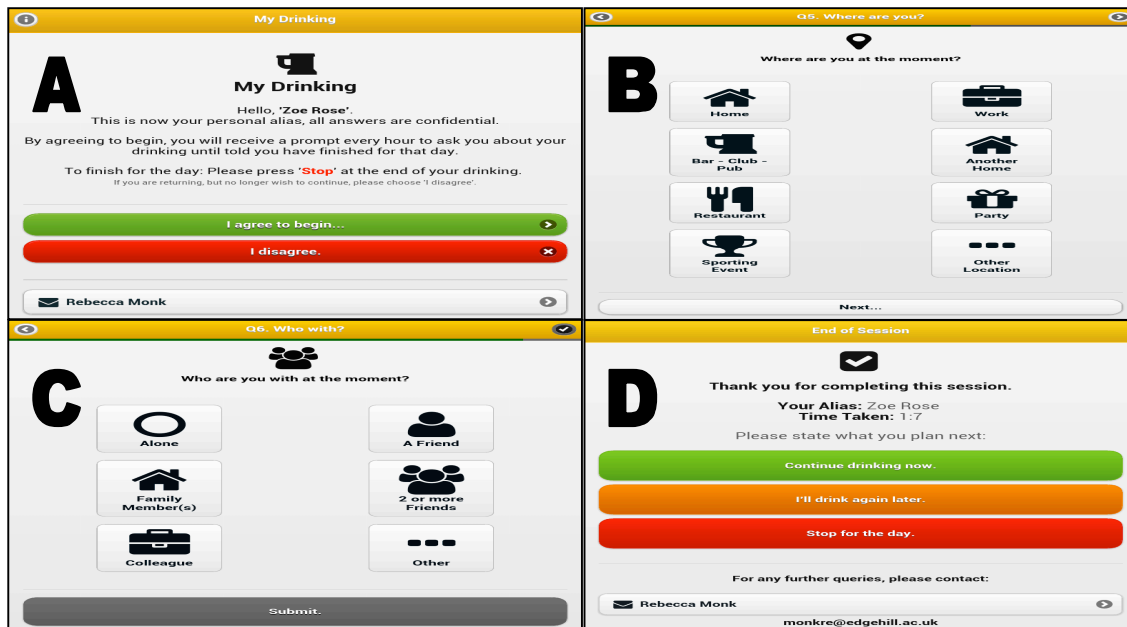 My Drinking
A
My Drinking
Hello, 'Zoe Rose'.
This is now your personal alias, all answers are confidential.
By agreeing to begin, you will receive a prompt every hour to ask you about your
drinking until told you have finished for that day.
To finish for the day: Please press 'Stop' at the end of your drinking.
If you are returning, but no longer wish to continue, please choose 'I disagree'.
I agree to begin...
I disagree.
Rebecca Monk
Q5. Where are you?
B
Where are you at the moment?
Home
Work
Bar - Club -
Pub
Another
Home
Restaurant
Party
Sporting
Event
Other
Location
Next...
Q6. Who with?
C
Who are you with at the moment?
Alone
A Friend
Family
Member(s)
2 or more
Friends
Colleague
Other
Submit.
End of Session
D
Thank you for completing this session.
Your Alias: Zoe Rose
Time Taken: 1:7
Please state what you plan next:
Continue drinking now.
I'll drink again later.
Stop for the day.
For any further queries, please contact:
Rebecca Monk
monkre@edgehill.ac.uk